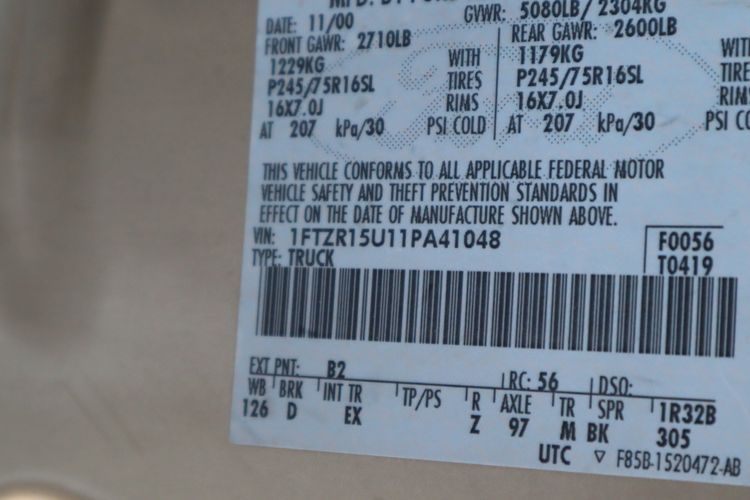 GVWR: 5080LB/ 2304KG
DATE: 11/00
FRONT GAWR: 2710LB
1229KG WITH
P245/75R16SL TIRES
16X7.0J RIMS
AT 207 kPa/30 PSI COLD
REAR GAWR: 2600LB
1179KG WITH
P245/75R16SL TIRE
16X7.0J RIM
AT 207 kPa/30 PSI CO
THIS VEHICLE CONFORMS TO ALL APPLICABLE FEDERAL MOTOR
VEHICLE SAFETY AND THEFT PREVENTION STANDARDS IN
EFFECT ON THE DATE OF MANUFACTURE SHOWN ABOVE.
VIN: 1FTZR15U11PA41048 F0056
TYPE: TRUCK T0419
EXT PNT: B2 RC: 56 DSO:
WB BRK INT TR TP/PS R AXLE TR SPR 1R32B
126 D EX Z 97 M BK 305
UTC ▽ F85B-1520472-AB